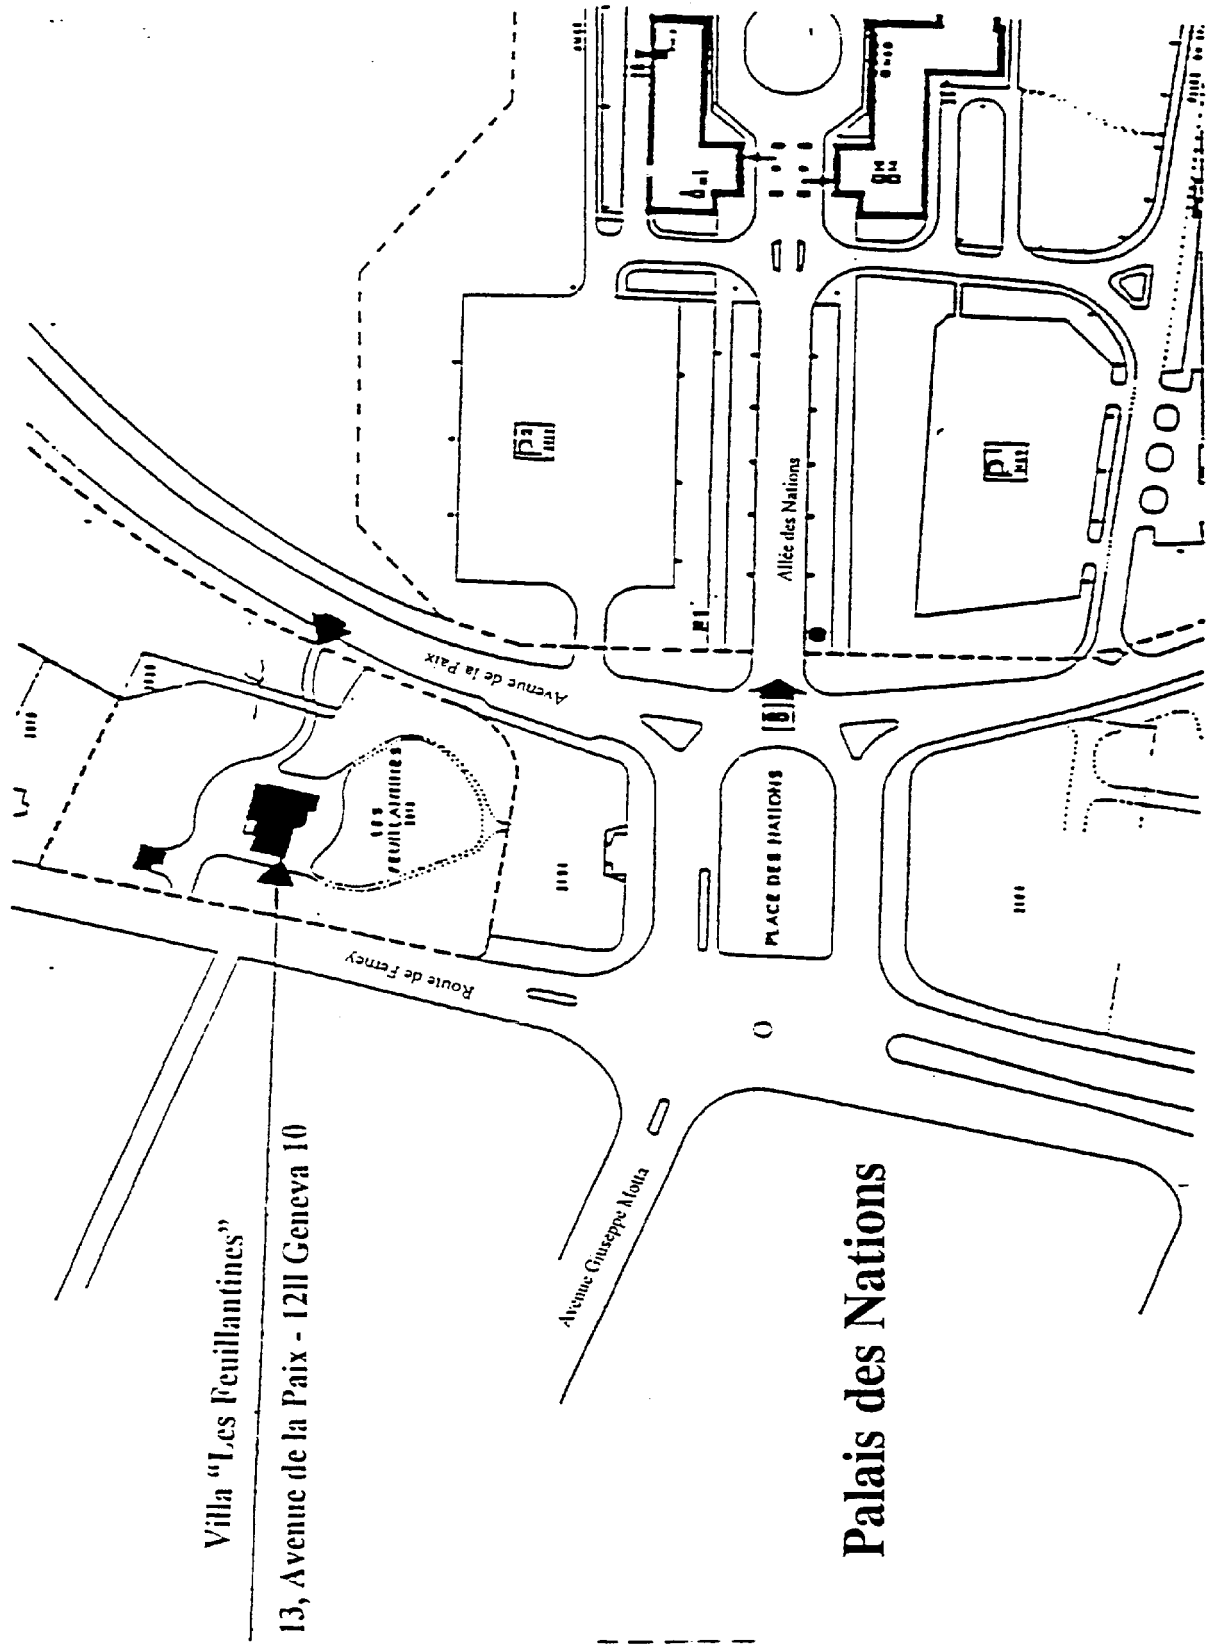 Villa “Les Feuillantines”
13, Avenue de la Paix - 12ll Geneva 10
Palais des Nations
Avenue Giuseppe Motta
Route de Ferney
Avenue de la Paix
PLACE DES NATIONS
Allée des Nations
LES
FEUILLANTINES